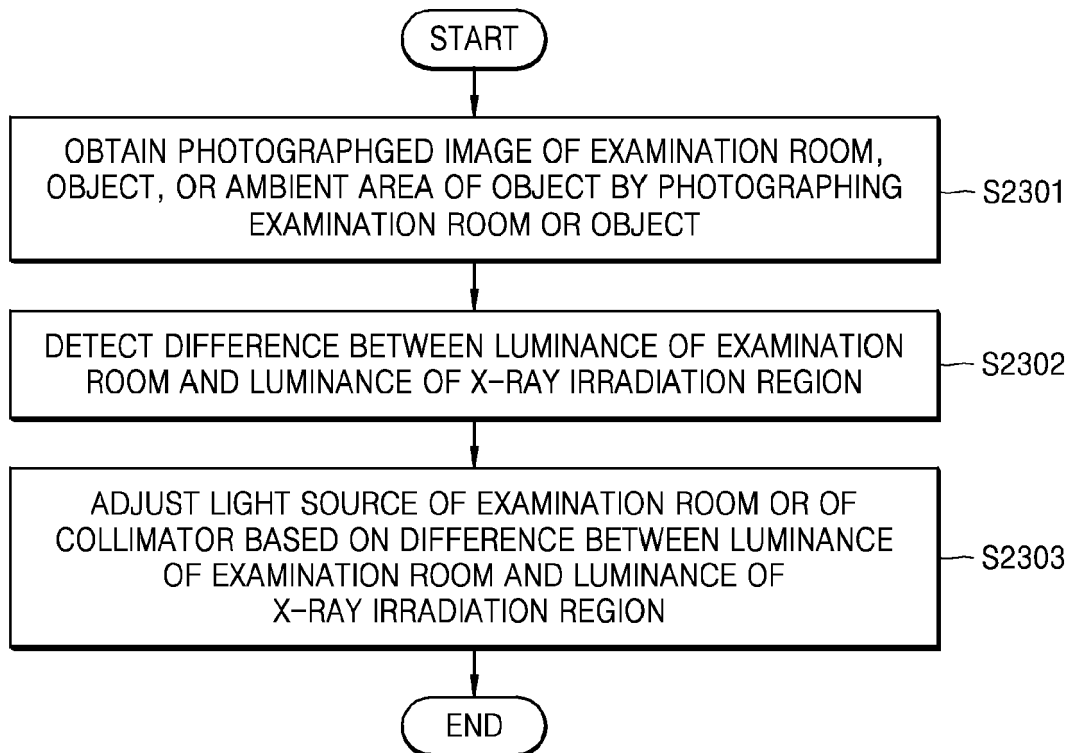 START
OBTAIN PHOTOGRAPHGED IMAGE OF EXAMINATION ROOM,
OBJECT, OR AMBIENT AREA OF OBJECT BY PHOTOGRAPHING
EXAMINATION ROOM OR OBJECT
S2301
DETECT DIFFERENCE BETWEEN LUMINANCE OF EXAMINATION
ROOM AND LUMINANCE OF X-RAY IRRADIATION REGION
S2302
ADJUST LIGHT SOURCE OF EXAMINATION ROOM OR OF
COLLIMATOR BASED ON DIFFERENCE BETWEEN LUMINANCE
OF EXAMINATION ROOM AND LUMINANCE OF
X-RAY IRRADIATION REGION
S2303
END